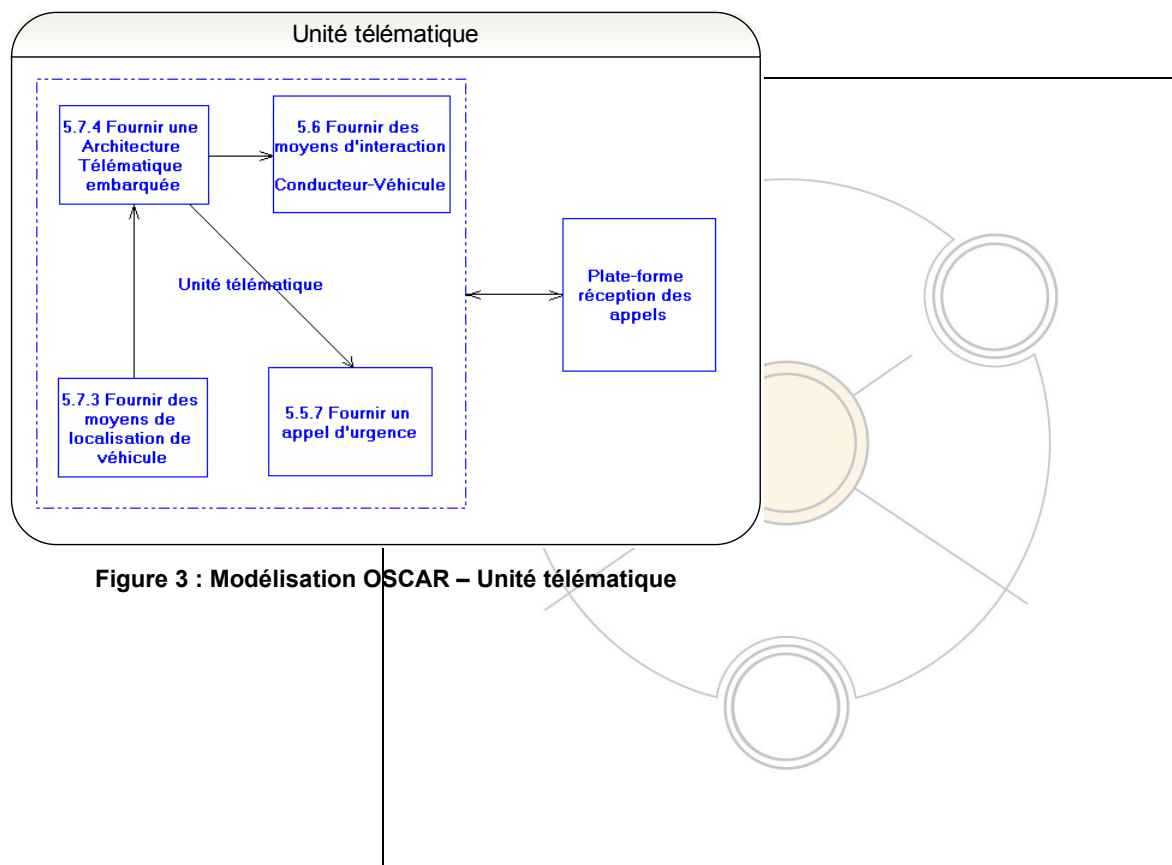 Unité télématique
5.7.4 Fournir une
Architecture
Télématique
embarquée
5.6 Fournir des
moyens d'interaction
Conducteur-Véhicule
Unité télématique
Plate-forme
réception des
appels
5.7.3 Fournir des
moyens de
localisation de
véhicule
5.5.7 Fournir un
appel d'urgence
Figure 3 : Modélisation OSCAR – Unité télématique